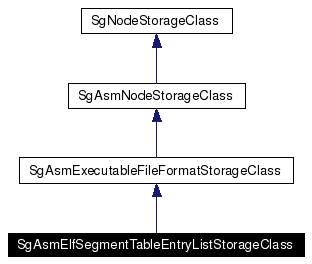 SgNodeStorageClass
SgAsmNodeStorageClass
SgAsmExecutableFileFormatStorageClass
SgAsmElfSegmentTableEntryListStorageClass